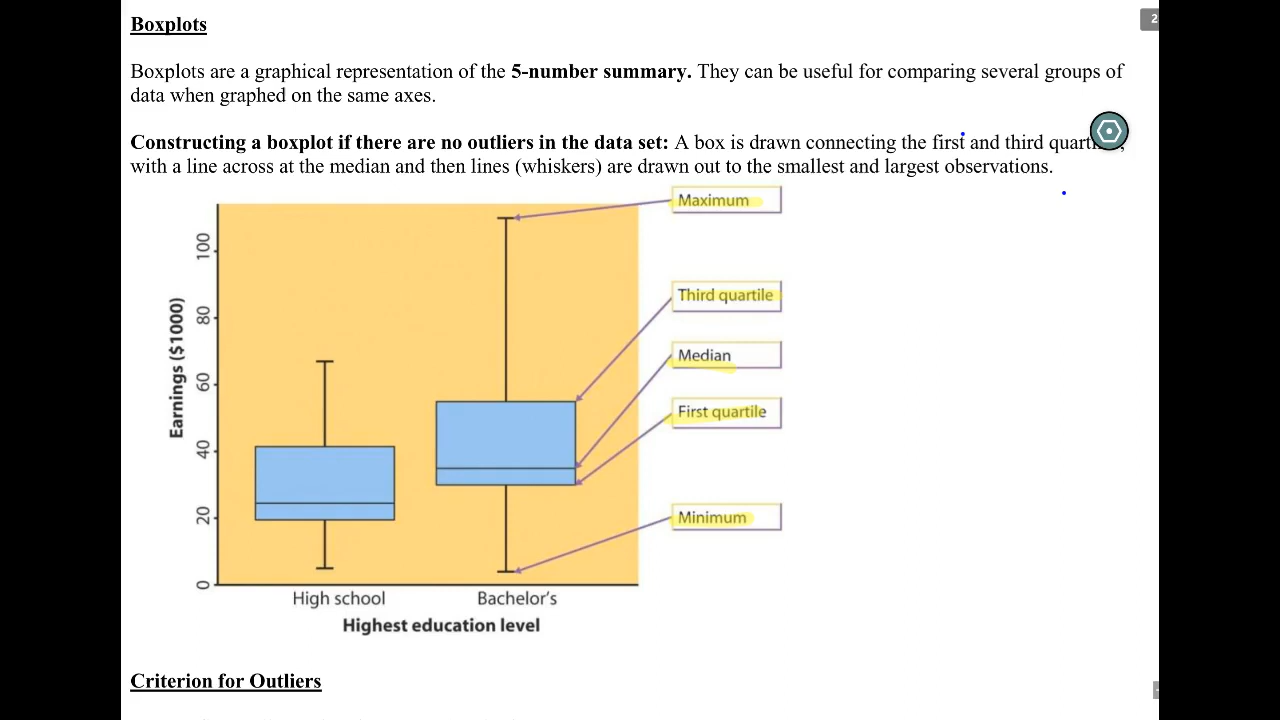 2
Boxplots
Boxplots are a graphical representation of the 5-number summary. They can be useful for comparing several groups of
data when graphed on the same axes.
Constructing a boxplot if there are no outliers in the data set: A box is drawn connecting the first and third
with a line across at the median and then lines (whiskers) are drawn out to the smallest and largest observations.
Maximum
Third quartile
Median
First quartile
Minimum
Earnings ($1000)
100
80
60
40
20
0
High school
Bachelor's
Highest education level
Criterion for Outliers